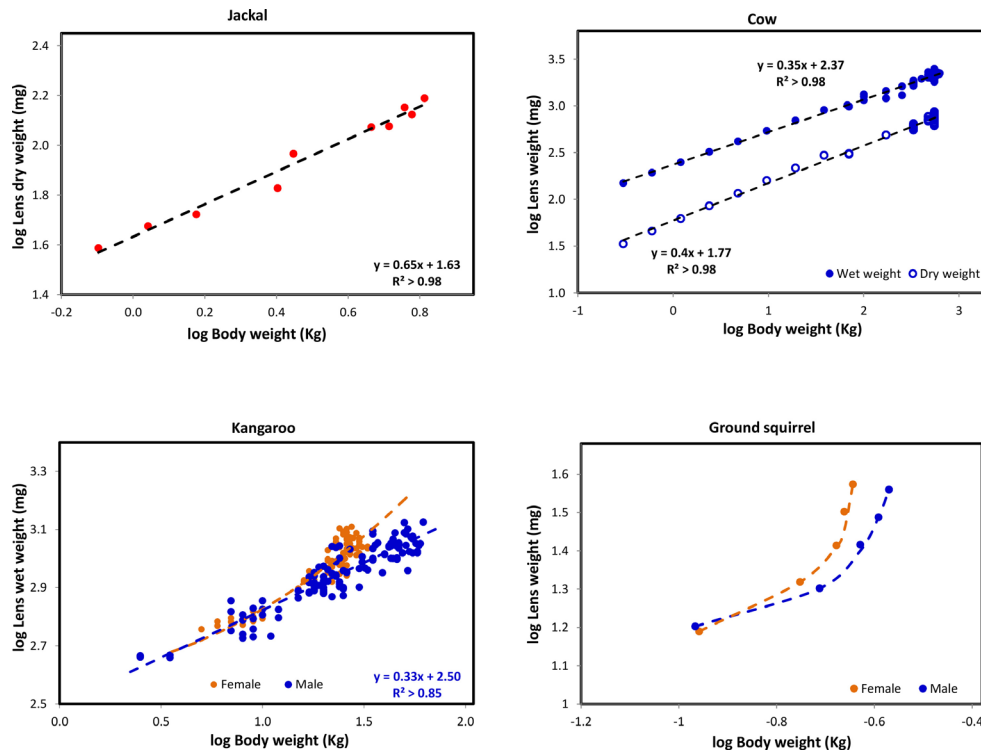 Jackal
log Lens dry weight (mg)
2.4
2.2
2.0
1.8
1.6
1.4
y = 0.65x + 1.63
R² > 0.98
-0.2
0.0
0.2
0.4
0.6
0.8
log Body weight (Kg)
Cow
log Lens weight (mg)
3.5
3.0
2.5
2.0
1.5
1.0
y = 0.35x + 2.37
R² > 0.98
y = 0.4x + 1.77
R² > 0.98
Wet weight
Dry weight
-1
0
1
2
3
log Body weight (Kg)
Kangaroo
log Lens wet weight (mg)
3.3
3.1
2.9
2.7
2.5
Female
Male
y = 0.33x + 2.50
R² > 0.85
0.0
0.5
1.0
1.5
2.0
log Body weight (Kg)
Ground squirrel
log Lens weight (mg)
1.6
1.5
1.4
1.3
1.2
1.1
1
Female
Male
-1.2
-1
-0.8
-0.6
-0.4
log Body weight (Kg)